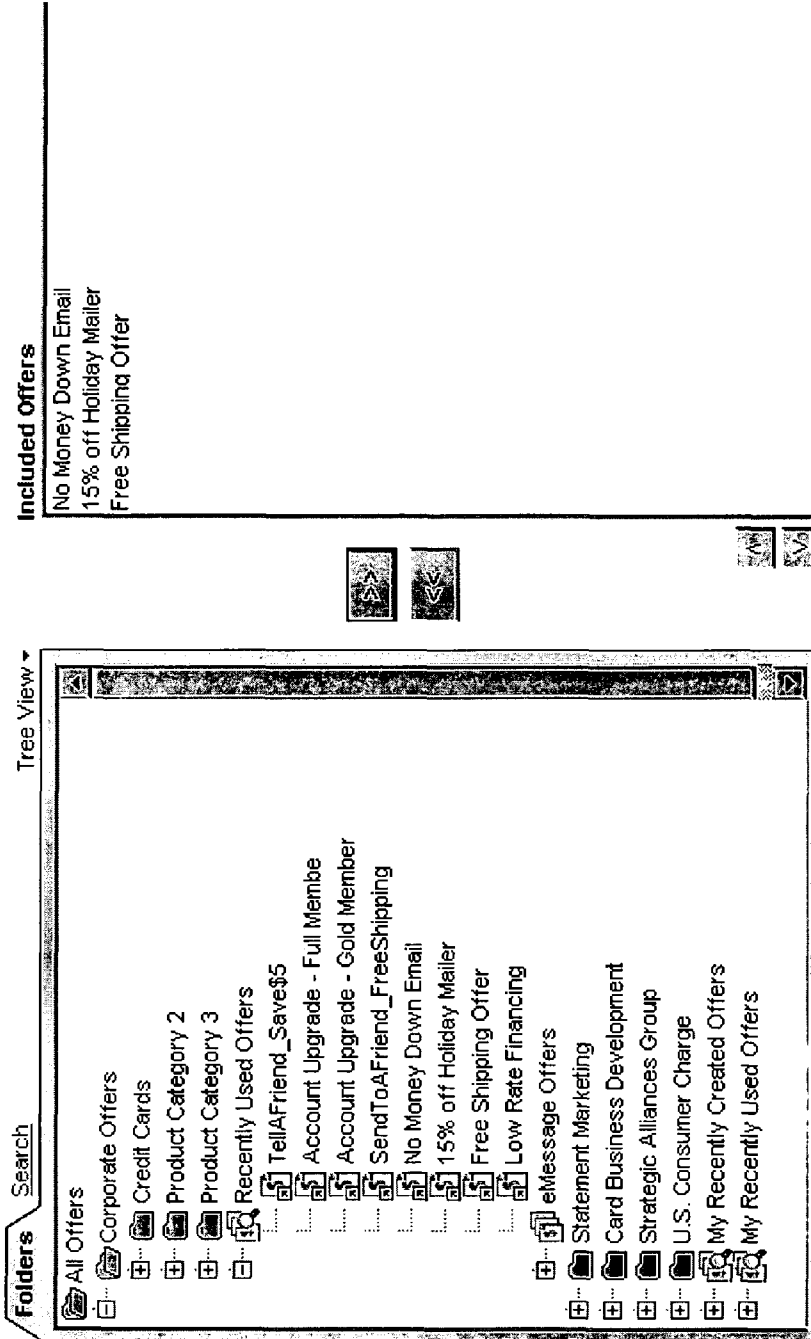 Folders Search Tree View
All Offers
Corporate Offers
Credit Cards
Product Category 2
Product Category 3
Recently Used Offers
TellAFriend_Save$5
Account Upgrade - Full Membe
Account Upgrade - Gold Member
SendToAFriend_FreeShipping
No Money Down Email
15% off Holiday Mailer
Free Shipping Offer
Low Rate Financing
eMessage Offers
Statement Marketing
Card Business Development
Strategic Alliances Group
U.S. Consumer Charge
My Recently Created Offers
My Recently Used Offers
>>
<<
Included Offers
No Money Down Email
15% off Holiday Mailer
Free Shipping Offer